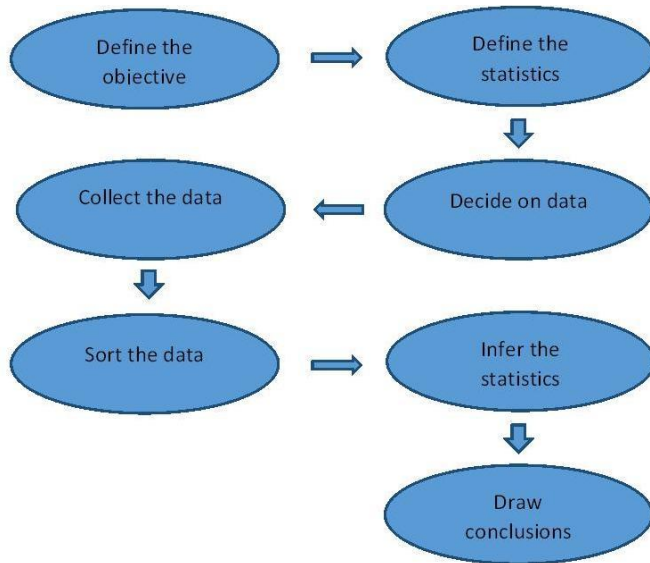 Define the
objective
Define the
statistics
Decide on data
Collect the data
Sort the data
Infer the
statistics
Draw
conclusions